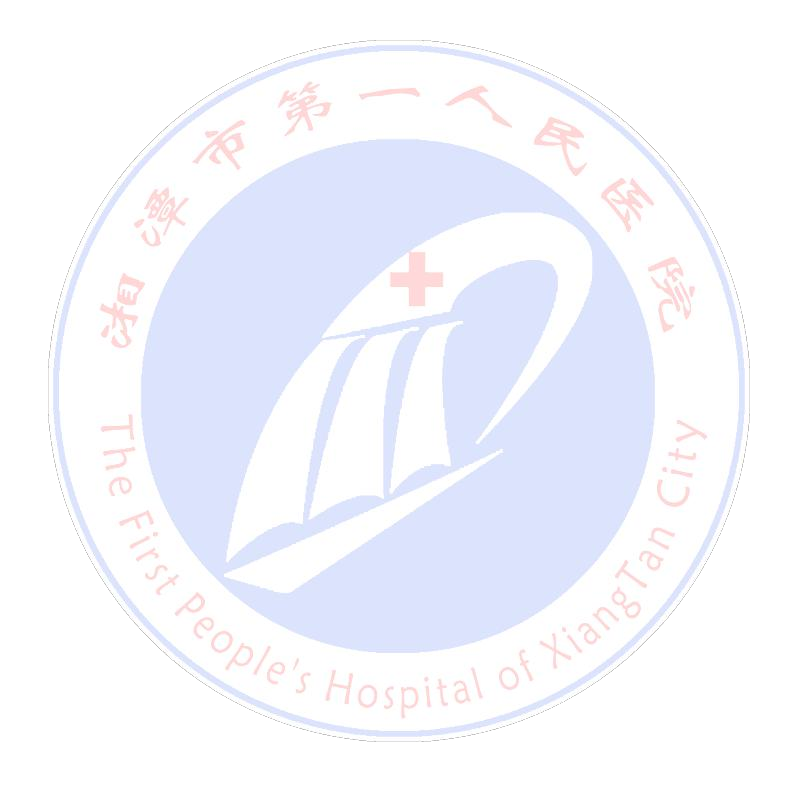 湘潭市第一人民医院
The First People's Hospital of XiangTan City